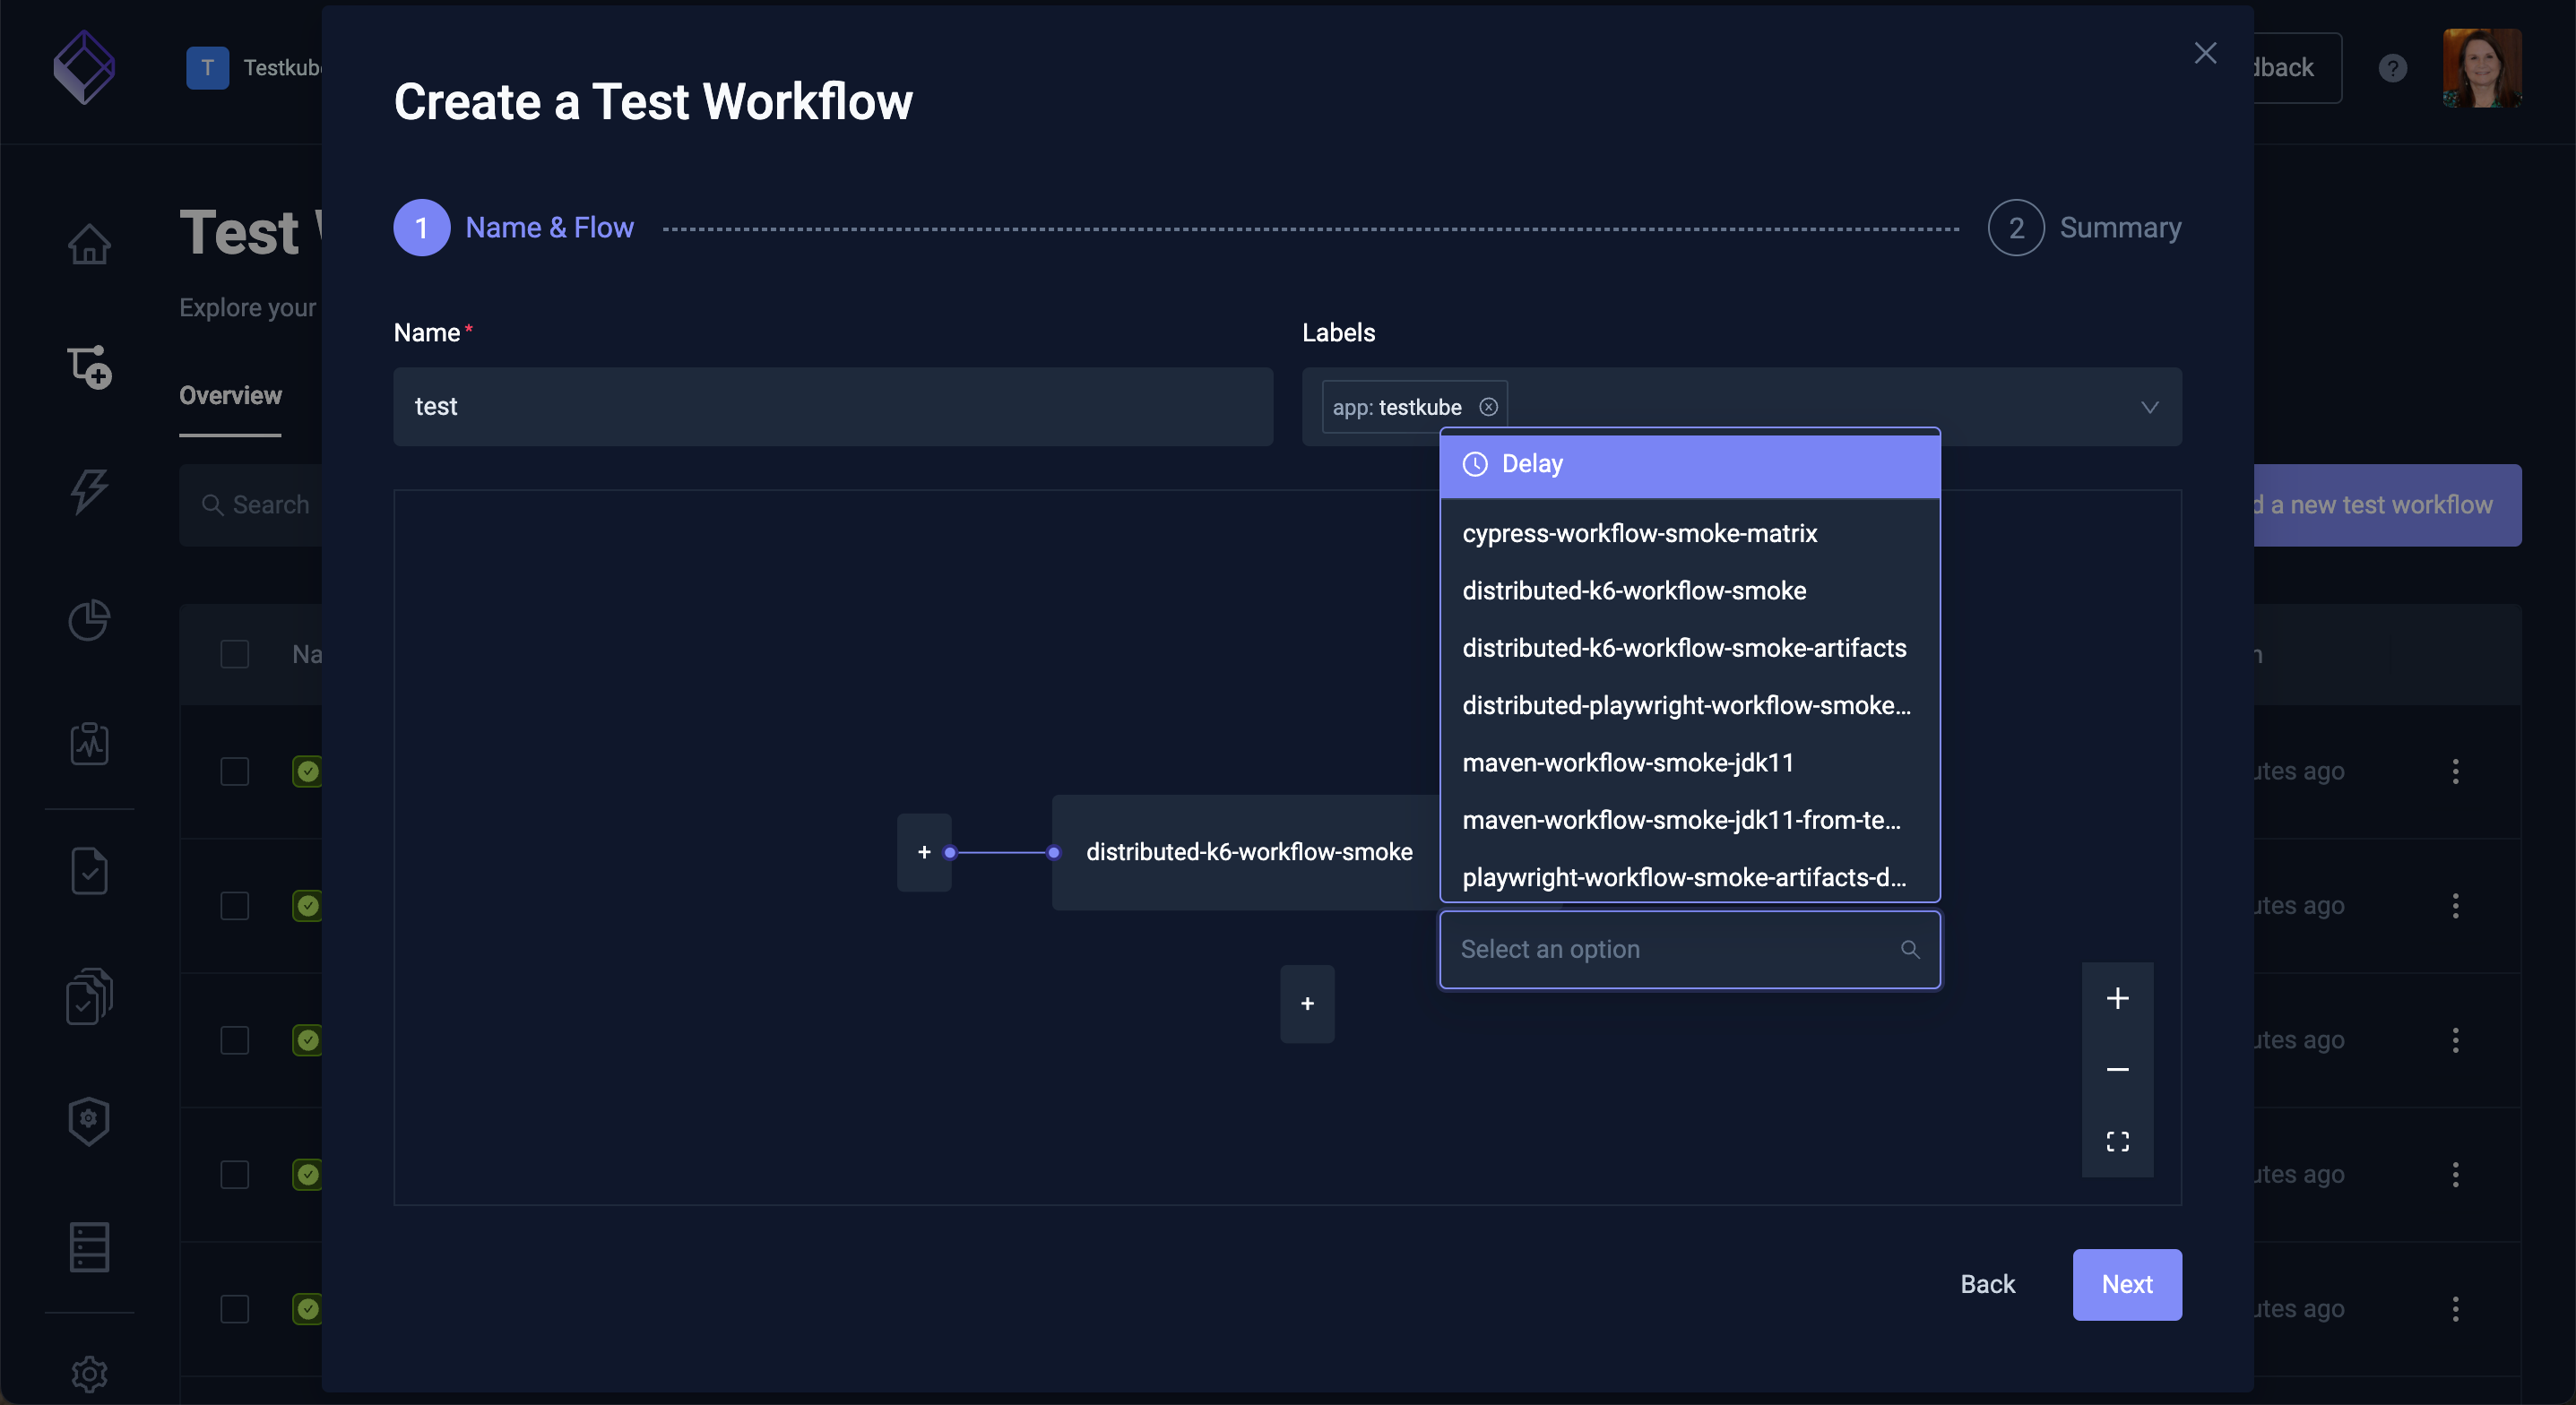 T Testkube
dback
?
Create a Test Workflow
1 Name & Flow
2 Summary
Test
Explore your
Overview
Search
d a new test workflow
Name*
Labels
test
app: testkube
Delay
cypress-workflow-smoke-matrix
distributed-k6-workflow-smoke
distributed-k6-workflow-smoke-artifacts
distributed-playwright-workflow-smoke...
maven-workflow-smoke-jdk11
maven-workflow-smoke-jdk11-from-te...
playwright-workflow-smoke-artifacts-d...
Select an option
+ distributed-k6-workflow-smoke
+
Na
n
utes ago
utes ago
utes ago
utes ago
utes ago
Back
Next